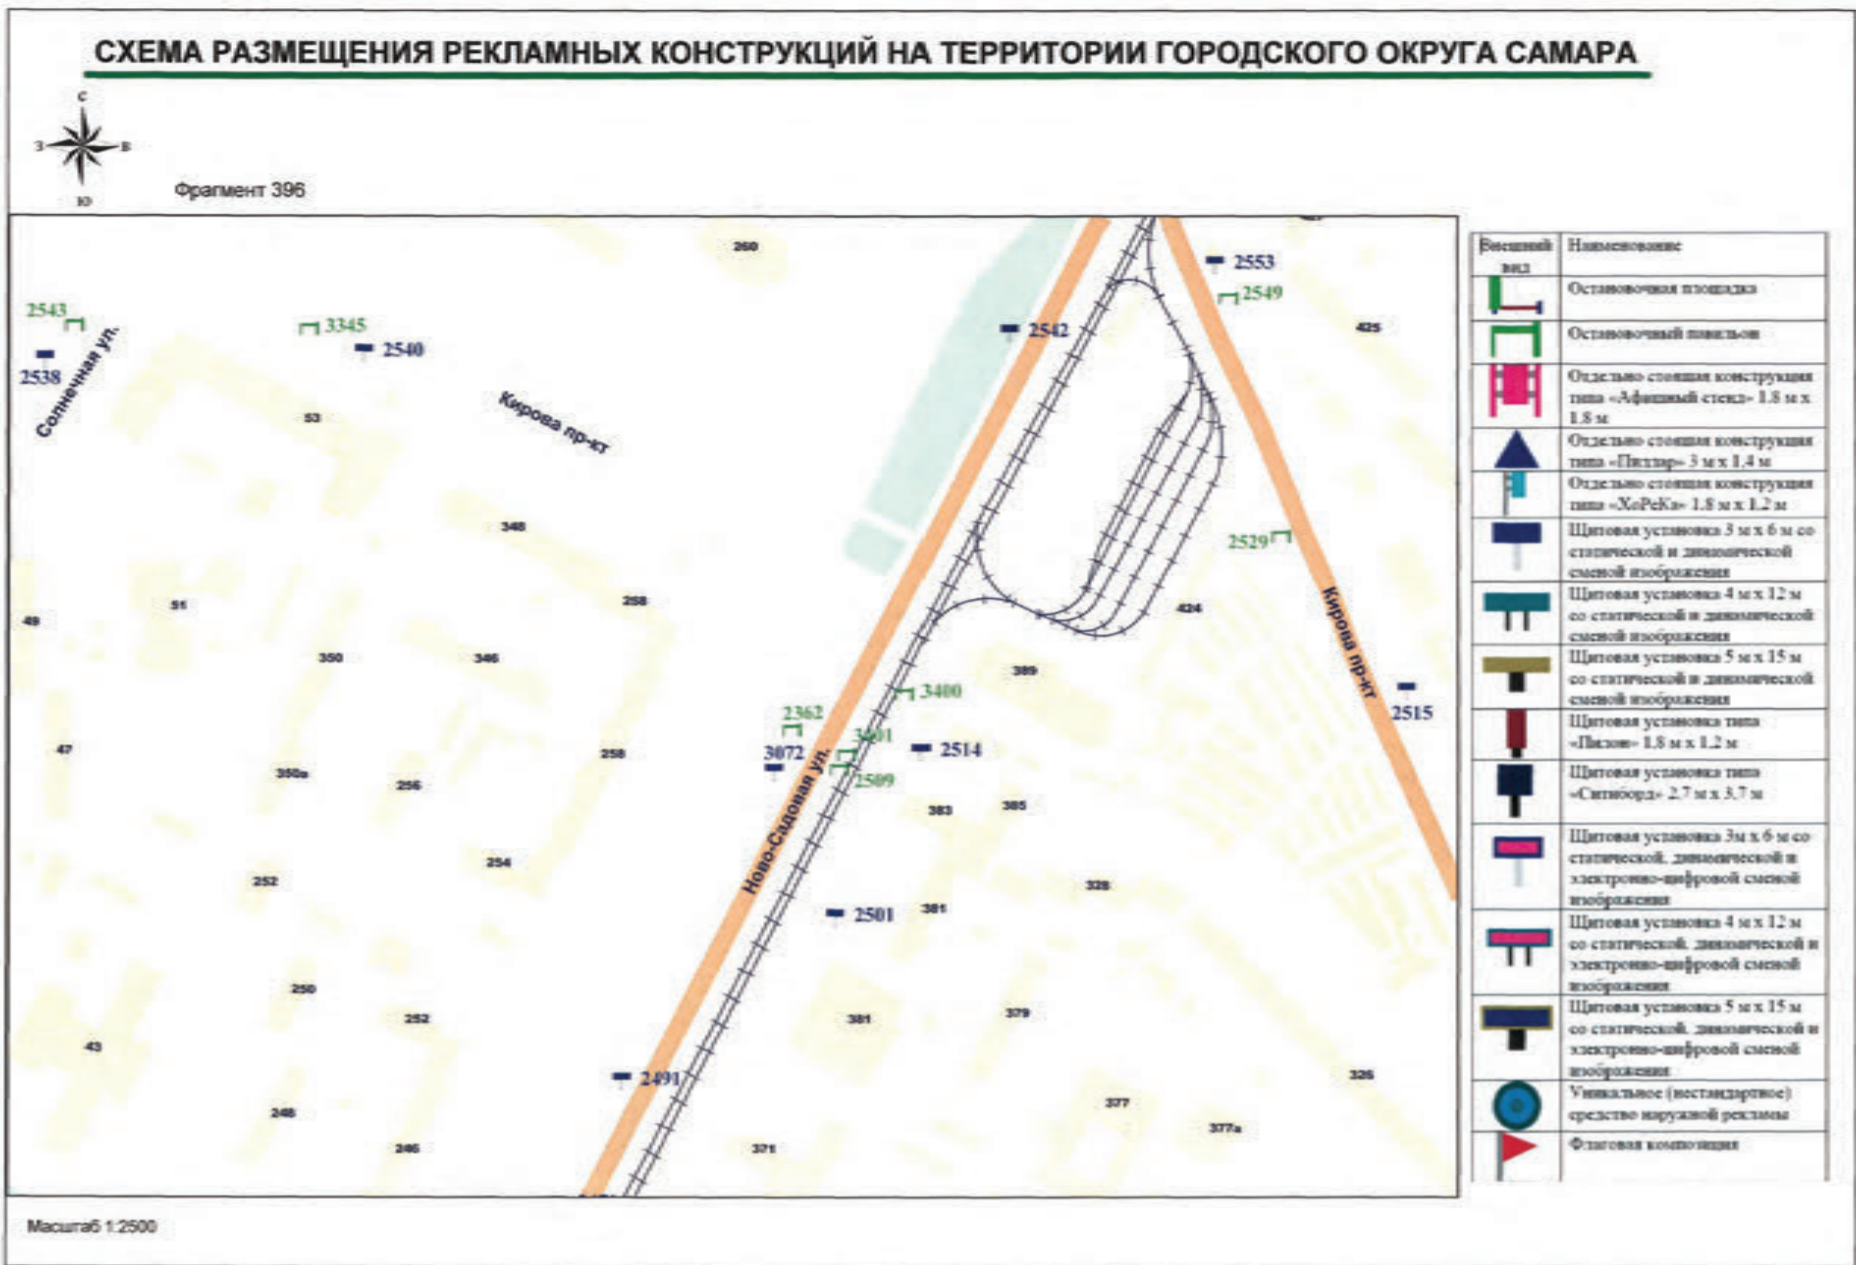 СХЕМА РАЗМЕЩЕНИЯ РЕКЛАМНЫХ КОНСТРУКЦИЙ НА ТЕРРИТОРИИ ГОРОДСКОГО ОКРУГА САМАРА
С
З В
Ю
Фрагмент 396
260
2553
2543
2549
3345
2542
425
2540
2538
Солнечная ул.
Кирова пр-кт
53
348
2529
258
51
424
49
Кирова пр-кт
350
346
389
3400
2515
2362
3401
47
3072
2514
258
350а
2509
256
Ново-Садовая ул.
383
385
254
252
328
381
2501
250
252
381
379
43
2491
326
248
377
377а
246
371
Внешний вид
Наименование
Остановочная площадка
Остановочный павильон
Отдельно стоящая конструкция
типа «Афишный стенд» 1.8 м х
1.8 м
Отдельно стоящая конструкция
типа «Пиллар» 3 м х 1,4 м
Отдельно стоящая конструкция
типа «ХоРеКа» 1.8 м х 1,2 м
Щитовая установка 3 м х 6 м со
статической и динамической
сменой изображения
Щитовая установка 4 м х 12 м
со статической и динамической
сменой изображения
Щитовая установка 5 м х 15 м
со статической и динамической
сменой изображения
Щитовая установка типа
«Пилон» 1,8 м х 1,2 м
Щитовая установка типа
«Ситиборд» 2,7 м х 3,7 м
Щитовая установка 3м х 6 м со
статической, динамической и
электронно-цифровой сменой
изображения
Щитовая установка 4 м х 12 м
со статической, динамической и
электронно-цифровой сменой
изображения
Щитовая установка 5 м х 15 м
со статической, динамической и
электронно-цифровой сменой
изображения
Уникальное (нестандартное)
средство наружной рекламы
Флаговая композиция
Масштаб 1:2500